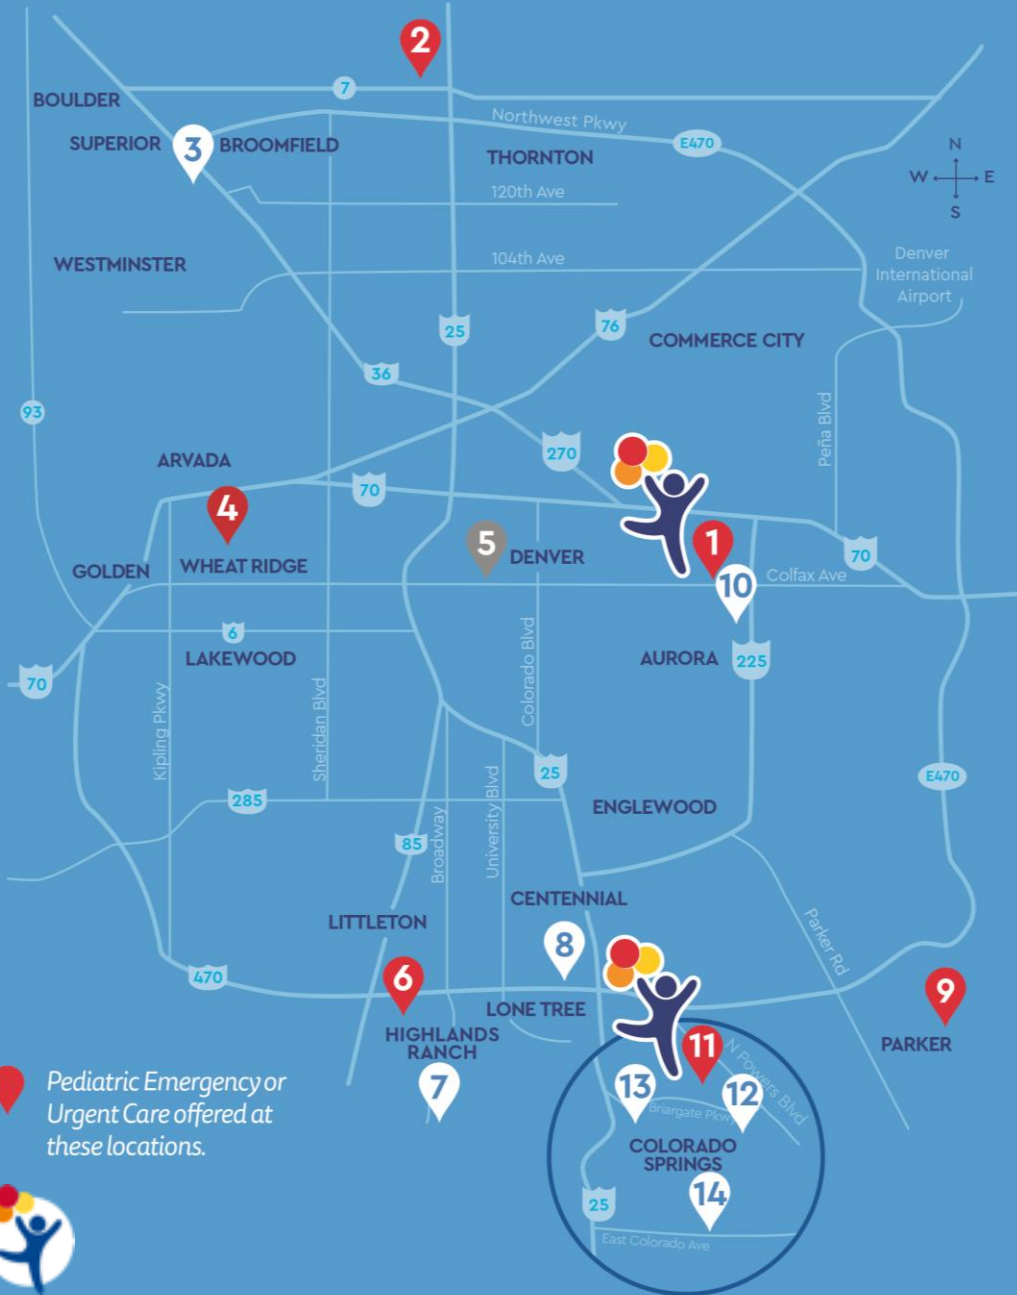 2
7
BOULDER
Northwest Pkwy
SUPERIOR
3
BROOMFIELD
E470
THORNTON
N
W E
S
120th Ave
WESTMINSTER
104th Ave
Denver
International
Airport
25
76
COMMERCE CITY
36
93
Peña Blvd
270
ARVADA
70
4
5
DENVER
1
70
GOLDEN
WHEAT RIDGE
Colfax Ave
10
6
LAKEWOOD
Colorado Blvd
AURORA
225
70
Kipling Pkwy
Sheridan Blvd
25
E470
285
University Blvd
ENGLEWOOD
85
Broadway
CENTENNIAL
LITTLETON
8
Parker Rd
470
6
9
LONE TREE
HIGHLANDS
RANCH
PARKER
11
N Powers Blvd
7
13
12
Briargate Pkwy
Pediatric Emergency or
Urgent Care offered at
these locations.
COLORADO
SPRINGS
14
25
East Colorado Ave